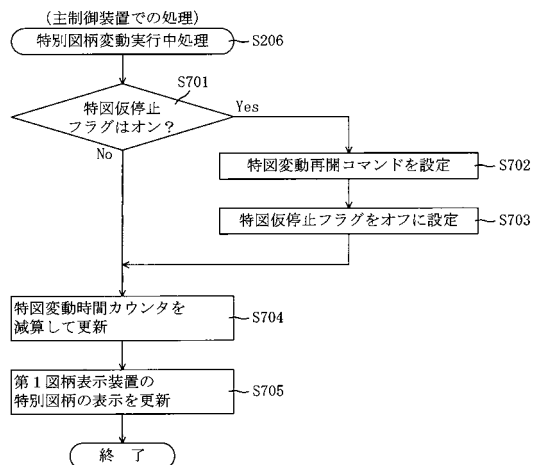 (主制御装置での処理)
特別図柄変動実行中処理
S206
S701
特図仮停止
フラグはオン？
Yes
No
特図変動再開コマンドを設定
S702
特図仮停止フラグをオフに設定
S703
特図変動時間カウンタを
減算して更新
S704
第１図柄表示装置の
特別図柄の表示を更新
S705
終 了